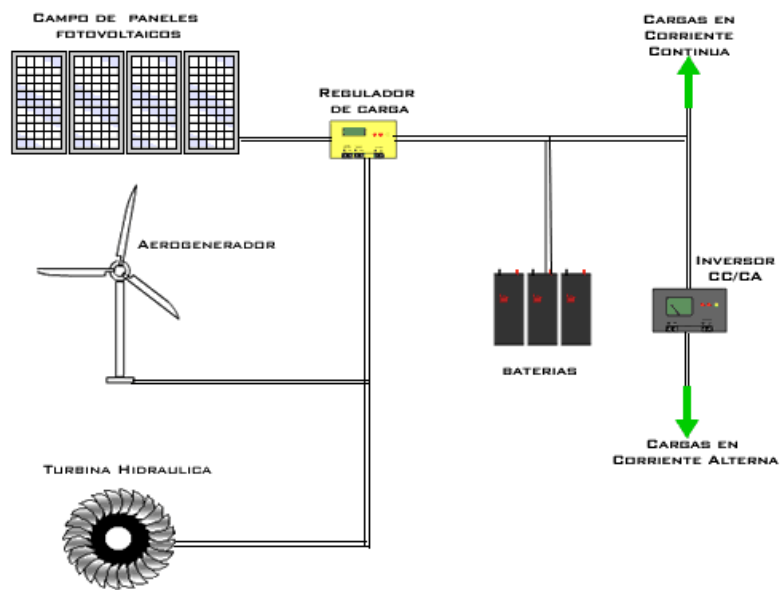 CAMPO DE PANELES
FOTOVOLTAICOS
CARGAS EN
CORRIENTE
CONTINUA
REGULADOR
DE CARGA
AEROGENERADOR
INVERSOR
CC/CA
BATERIAS
CARGAS EN
CORRIENTE ALTERNA
TURBINA HIDRAULICA